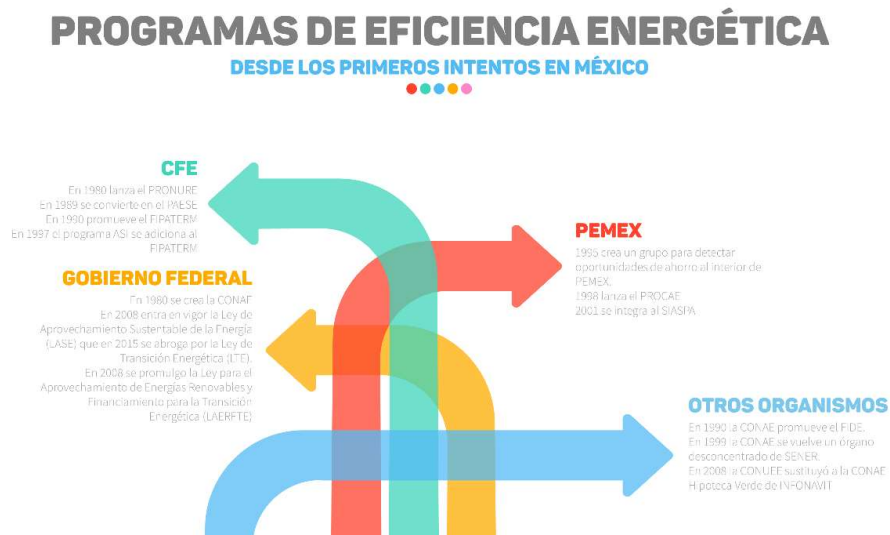 PROGRAMAS DE EFICIENCIA ENERGÉTICA
DESDE LOS PRIMEROS INTENTOS EN MÉXICO
CFE
En 1980 lanza el PRONURE
En 1989 se convierte en el PAESE
En 1990 promueve el FIPATERM
En 1997 el programa ASI se adiciona al
FIPATERM
GOBIERNO FEDERAL
En 1980 se crea la CONAE
En 2008 entra en vigor la Ley de
Aprovechamiento Sustentable de la Energía
(LASE) que en 2015 se abroga por la Ley de
Transición Energética (LTE).
En 2008 se promulgo la Ley para el
Aprovechamiento de Energías Renovables y
Financiamiento para la Transición
Energética (LAERFTE)
PEMEX
1995 crea un grupo para detectar
oportunidades de ahorro al interior de
PEMEX.
1998 lanza el PROCAE
2001 se integra al SIASPA
OTROS ORGANISMOS
En 1990 la CONAE promueve el FIDE.
En 1999 la CONAE se vuelve un órgano
desconcentrado de SENER.
En 2008 la CONUEE sustituyó a la CONAE
Hipoteca Verde de INFONAVIT